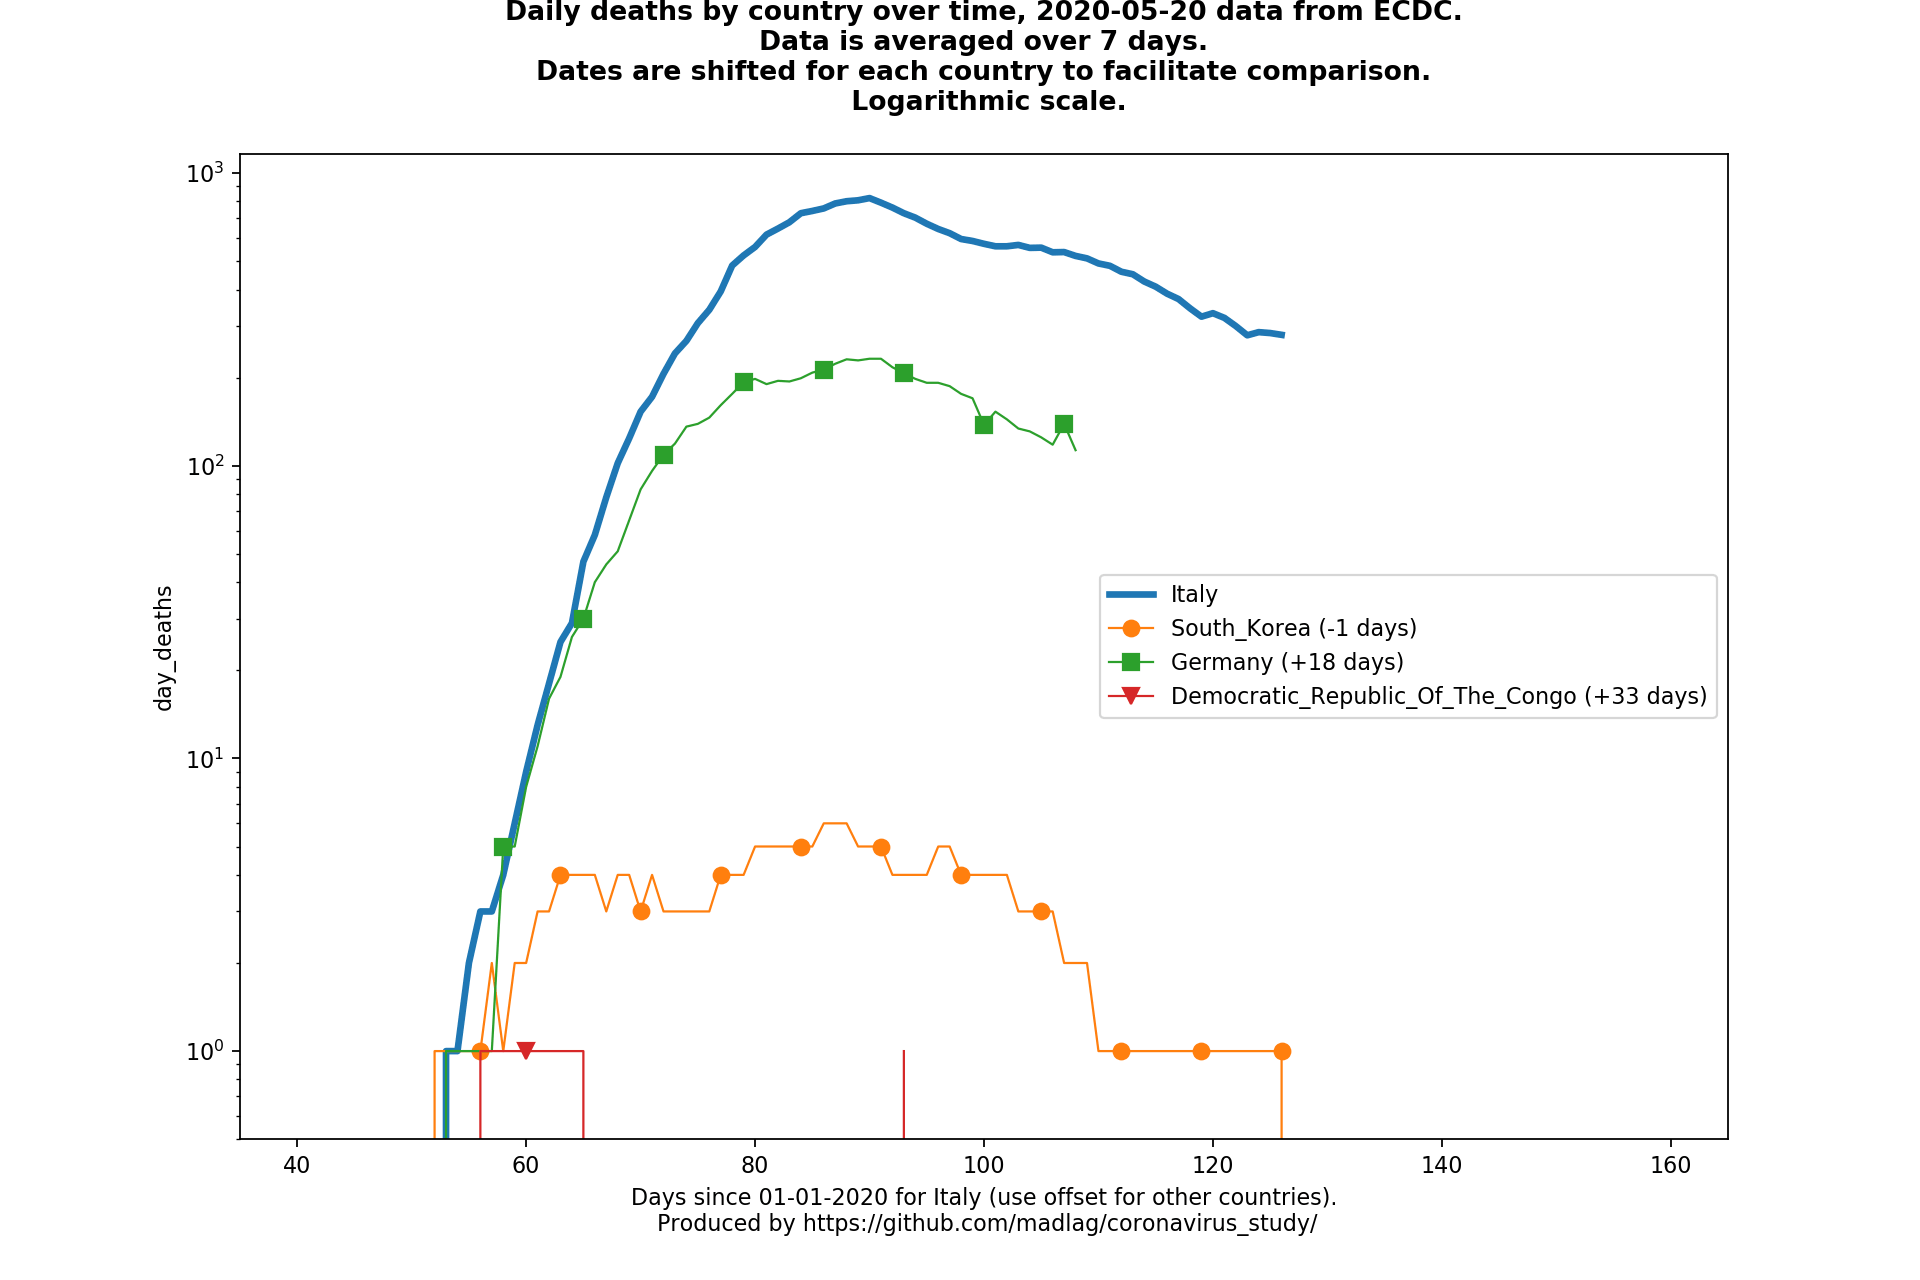 Daily deaths by country over time, 2020-05-20 data from ECDC.
Data is averaged over 7 days.
Dates are shifted for each country to facilitate comparison.
Logarithmic scale.
10³
10²
10¹
10⁰
day_deaths
Italy
South_Korea (-1 days)
Germany (+18 days)
Democratic_Republic_Of_The_Congo (+33 days)
40 60 80 100 120 140 160
Days since 01-01-2020 for Italy (use offset for other countries).
Produced by https://github.com/madlag/coronavirus_study/